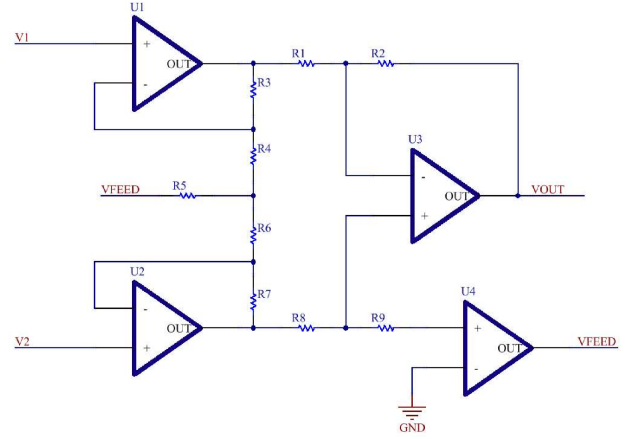 U1
V1
+
-
OUT
R1
R2
R3
R4
U3
-
+
OUT
VOUT
VFEED
R5
R6
U2
-
+
OUT
V2
R7
R8
R9
U4
+
-
OUT
VFEED
GND